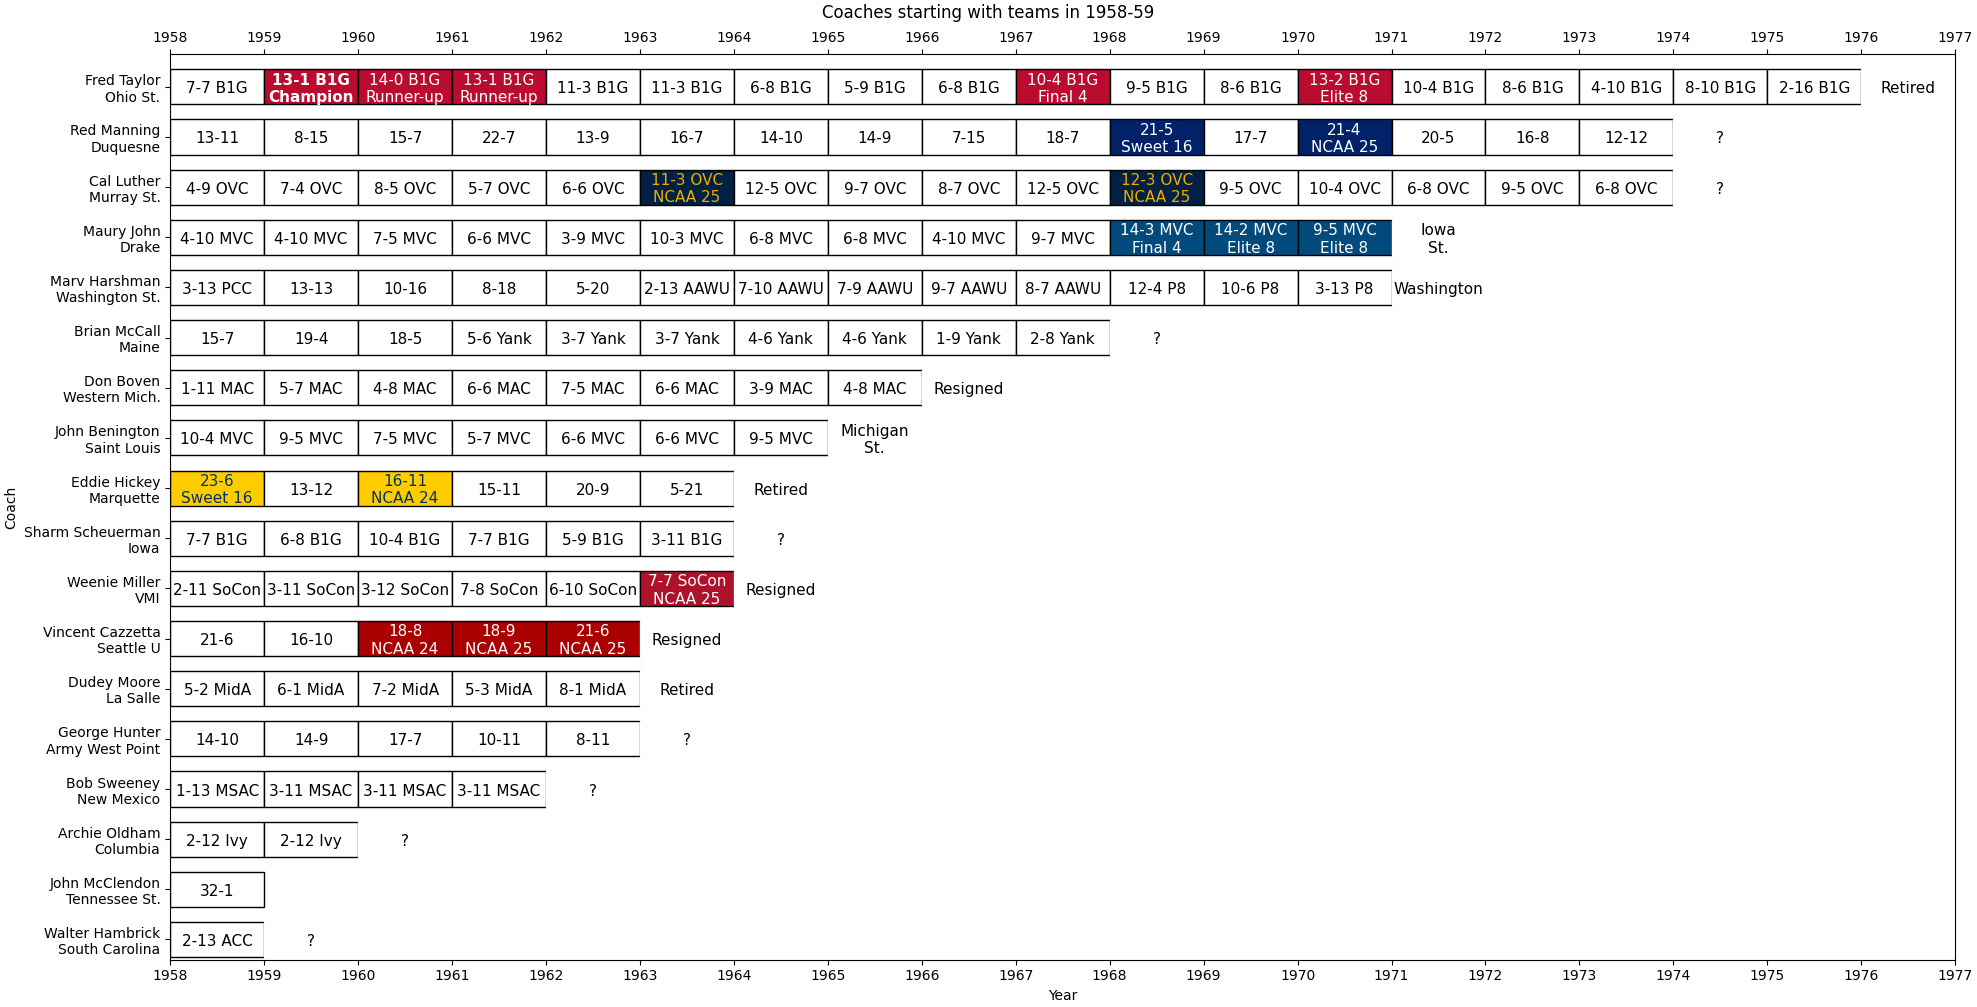 Coaches starting with teams in 1958-59
1958 1959 1960 1961 1962 1963 1964 1965 1966 1967 1968 1969 1970 1971 1972 1973 1974 1975 1976 1977
Fred Taylor
Ohio St.
7-7 B1G
13-1 B1G
Champion
14-0 B1G
Runner-up
13-1 B1G
Runner-up
11-3 B1G
11-3 B1G
6-8 B1G
5-9 B1G
6-8 B1G
10-4 B1G
Final 4
9-5 B1G
8-6 B1G
13-2 B1G
Elite 8
10-4 B1G
8-6 B1G
4-10 B1G
8-10 B1G
2-16 B1G
Retired
Red Manning
Duquesne
13-11
8-15
15-7
22-7
13-9
16-7
14-10
14-9
7-15
18-7
21-5
Sweet 16
17-7
21-4
NCAA 25
20-5
16-8
12-12
?
Cal Luther
Murray St.
4-9 OVC
7-4 OVC
8-5 OVC
5-7 OVC
6-6 OVC
11-3 OVC
NCAA 25
12-5 OVC
9-7 OVC
8-7 OVC
12-5 OVC
12-3 OVC
NCAA 25
9-5 OVC
10-4 OVC
6-8 OVC
9-5 OVC
6-8 OVC
?
Maury John
Drake
4-10 MVC
4-10 MVC
7-5 MVC
6-6 MVC
3-9 MVC
10-3 MVC
6-8 MVC
6-8 MVC
4-10 MVC
9-7 MVC
14-3 MVC
Final 4
14-2 MVC
Elite 8
9-5 MVC
Elite 8
Iowa
St.
Marv Harshman
Washington St.
3-13 PCC
13-13
10-16
8-18
5-20
2-13 AAWU
7-10 AAWU
7-9 AAWU
9-7 AAWU
8-7 AAWU
12-4 P8
10-6 P8
3-13 P8
Washington
Brian McCall
Maine
15-7
19-4
18-5
5-6 Yank
3-7 Yank
3-7 Yank
4-6 Yank
4-6 Yank
1-9 Yank
2-8 Yank
?
Don Boven
Western Mich.
1-11 MAC
5-7 MAC
4-8 MAC
6-6 MAC
7-5 MAC
6-6 MAC
3-9 MAC
4-8 MAC
Resigned
John Benington
Saint Louis
10-4 MVC
9-5 MVC
7-5 MVC
5-7 MVC
6-6 MVC
6-6 MVC
9-5 MVC
Michigan
St.
Eddie Hickey
Marquette
23-6
Sweet 16
13-12
16-11
NCAA 24
15-11
20-9
5-21
Retired
Sharm Scheuerman
Iowa
7-7 B1G
6-8 B1G
10-4 B1G
7-7 B1G
5-9 B1G
3-11 B1G
?
Weenie Miller
VMI
2-11 SoCon
3-11 SoCon
3-12 SoCon
7-8 SoCon
6-10 SoCon
7-7 SoCon
NCAA 25
Resigned
Vincent Cazzetta
Seattle U
21-6
16-10
18-8
NCAA 24
18-9
NCAA 25
21-6
NCAA 25
Resigned
Dudey Moore
La Salle
5-2 MidA
6-1 MidA
7-2 MidA
5-3 MidA
8-1 MidA
Retired
George Hunter
Army West Point
14-10
14-9
17-7
10-11
8-11
?
Bob Sweeney
New Mexico
1-13 MSAC
3-11 MSAC
3-11 MSAC
3-11 MSAC
?
Archie Oldham
Columbia
2-12 Ivy
2-12 Ivy
?
John McClendon
Tennessee St.
32-1
Walter Hambrick
South Carolina
2-13 ACC
?
Coach
1958 1959 1960 1961 1962 1963 1964 1965 1966 1967 1968 1969 1970 1971 1972 1973 1974 1975 1976 1977
Year